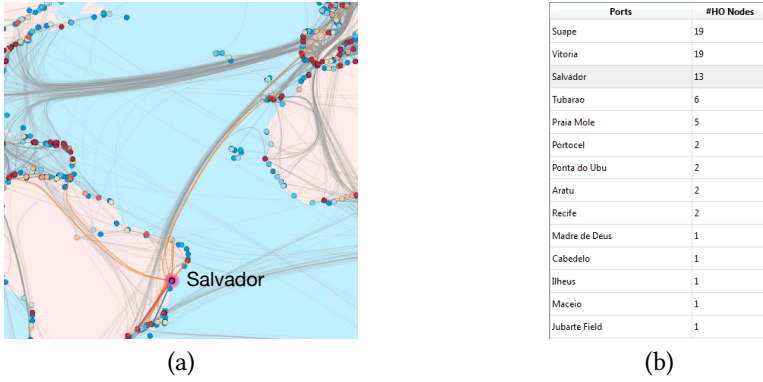 Salvador
(a)
Ports #HO Nodes
Suape 19
Vitoria 19
Salvador 13
Tubarao 6
Praia Mole 5
Portocel 2
Ponta do Ubu 2
Aratu 2
Recife 2
Madre de Deus 1
Cabedelo 1
Ilheus 1
Maceio 1
Jubarte Field 1
(b)